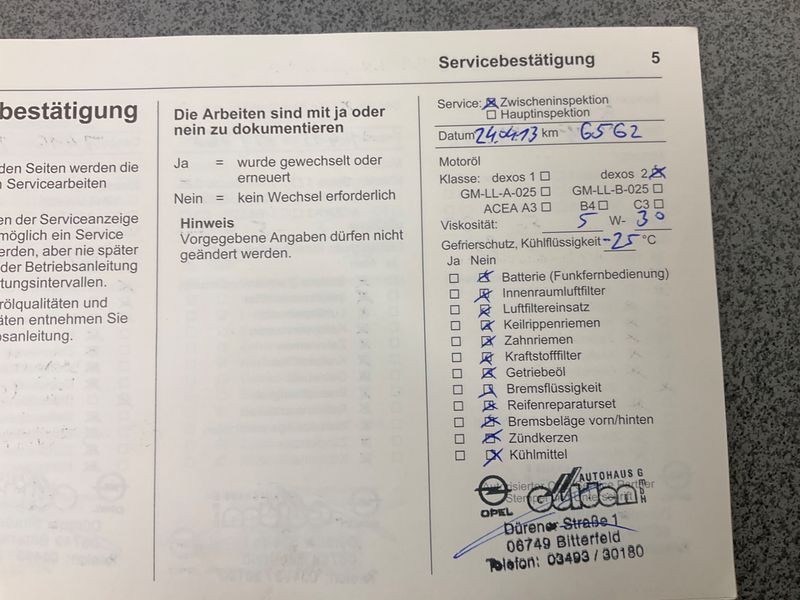 Servicebestätigung 5
bestätigung
den Seiten werden die
Servicearbeiten
en der Serviceanzeige
möglich ein Service
erden, aber nie später
der Betriebsanleitung
tungsintervallen.
rölqualitäten und
äten entnehmen Sie
bsanleitung.
Die Arbeiten sind mit ja oder
nein zu dokumentieren
Ja = wurde gewechselt oder
erneuert
Nein = kein Wechsel erforderlich
Hinweis
Vorgegebene Angaben dürfen nicht
geändert werden.
Service: Zwischeninspektion
Hauptinspektion
Datum 24.04.13 km 6562
Motoröl
Klasse: dexos 1 dexos 2
GM-LL-A-025 GM-LL-B-025
ACEA A3 B4 C3
Viskosität: 5 W- 30
Gefrierschutz, Kühlflüssigkeit -25 °C
Ja Nein
Batterie (Funkfernbedienung)
Innenraumluftfilter
Luftfiltereinsatz
Keilrippenriemen
Zahnriemen
Kraftstofffilter
Getriebeöl
Bremsflüssigkeit
Reifenreparaturset
Bremsbeläge vorn/hinten
Zündkerzen
Kühlmittel
AUTOHAUS GMBH
OPEL
Dürener Straße 1
06749 Bitterfeld
Telefon: 03493 / 30180